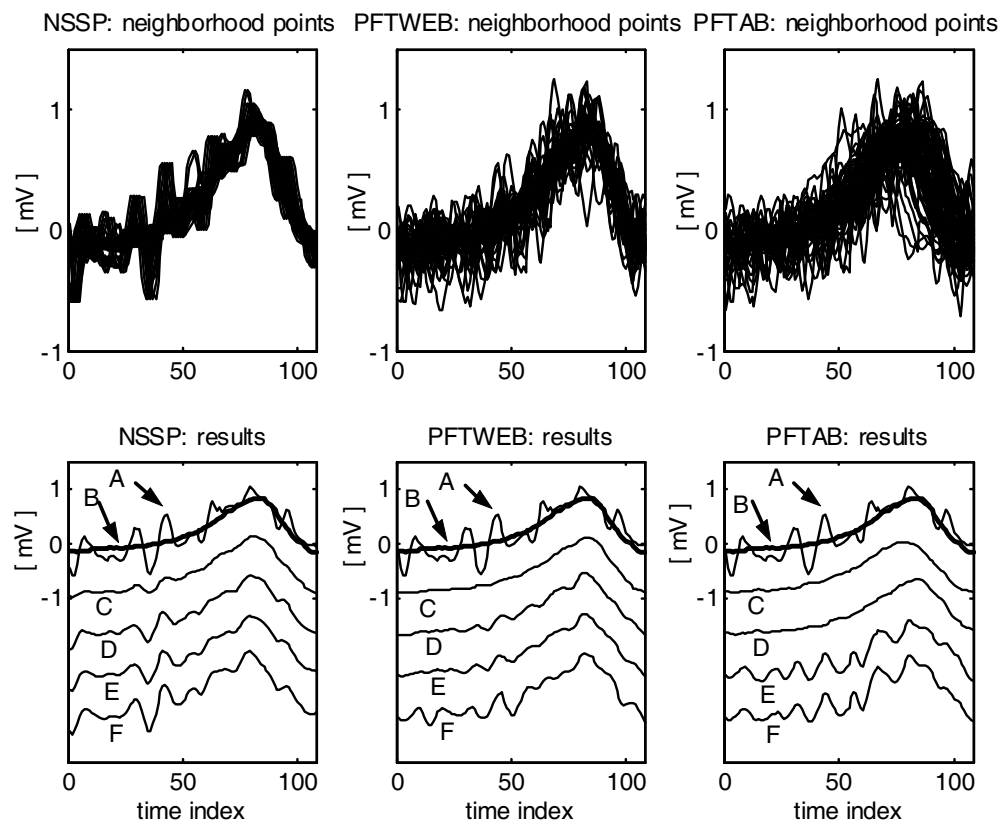 NSSP: neighborhood points
PFTWEB: neighborhood points
PFTAB: neighborhood points
[ mV]
1
0
-1
0
50
100
[ mV]
1
0
-1
0
50
100
[ mV]
1
0
-1
0
50
100
NSSP: results
[ mV]
1
0
-1
A
B
C
D
E
F
0
50
100
time index
PFTWEB: results
[ mV]
1
0
-1
A
B
C
D
E
F
0
50
100
time index
PFTAB: results
[ mV]
1
0
-1
A
B
C
D
E
F
0
50
100
time index